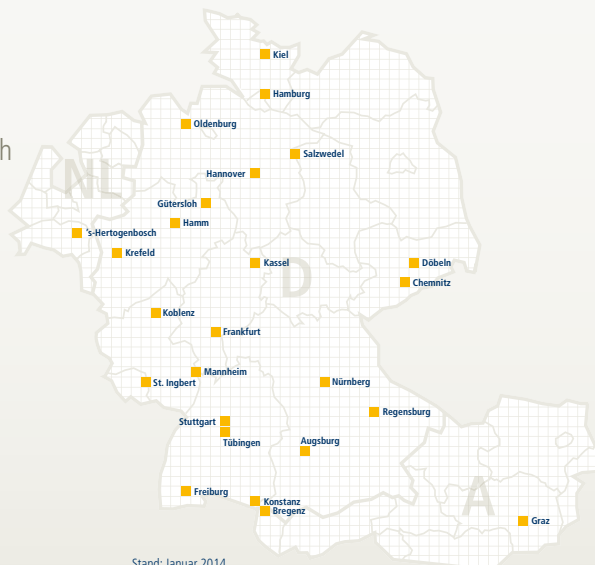 Kiel
Hamburg
Oldenburg
h
Salzwedel
NL
Hannover
Gütersloh
Hamm
's-Hertogenbosch
Krefeld
Kassel
Döbeln
D
Chemnitz
Koblenz
Frankfurt
Mannheim
St. Ingbert
Nürnberg
Regensburg
Stuttgart
Tübingen
Augsburg
Freiburg
A
Konstanz
Bregenz
Graz
Stand: Januar 2014